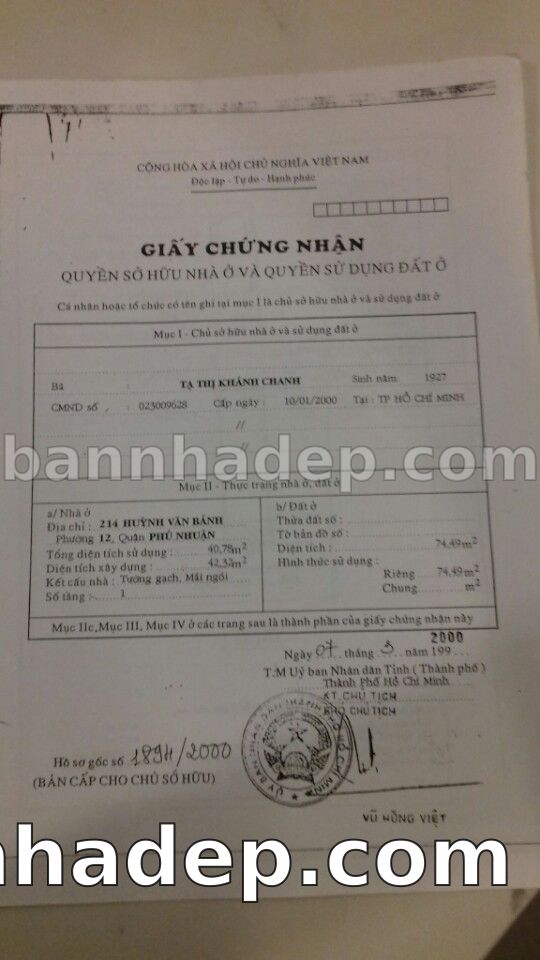 CỘNG HÒA XÃ HỘI CHỦ NGHĨA VIỆT NAM
Độc lập - Tự do - Hạnh phúc
GIẤY CHỨNG NHẬN
QUYỀN SỞ HỮU NHÀ Ở VÀ QUYỀN SỬ DỤNG ĐẤT Ở
Cá nhân hoặc tổ chức có tên ghi tại mục I là chủ sở hữu nhà ở và sử dụng đất ở
Mục I - Chủ sở hữu nhà ở và sử dụng đất ở
Bà : TẠ THỊ KHÁNH CHANH Sinh năm: 1927
CMND số : 023009628 Cấp ngày : 10/01/2000 Tại : TP HỒ CHÍ MINH
//
//
bannhadep.com
Mục II - Thực trạng nhà ở, đất ở
a/ Nhà ở
Địa chỉ : 214 HUỲNH VĂN BÁNH
Phường 12, Quận PHÚ NHUẬN
Tổng diện tích sử dụng : 40,78m2
Diện tích xây dựng : 42,32m2
Kết cấu nhà : Tường gạch, Mái ngói
Số tầng : 1
b/ Đất ở
Thửa đất số :
Tờ bản đồ số :
Diện tích : 74,49m2
Hình thức sử dụng :
Riêng 74,49m2
Chung m2
Mục IIc, Mục III, Mục IV ở các trang sau là thành phần của giấy chứng nhận này
2000
Ngày 07 tháng 3 năm 199...
T.M Uỷ ban Nhân dân Tỉnh ( Thành phố )
Thành Phố Hồ Chí Minh
KT.CHỦ TỊCH
PHÓ CHỦ TỊCH
Hồ sơ gốc số 1894/2000
(BẢN CẤP CHO CHỦ SỞ HỮU)
VŨ HÙNG VIỆT
nhadep.com